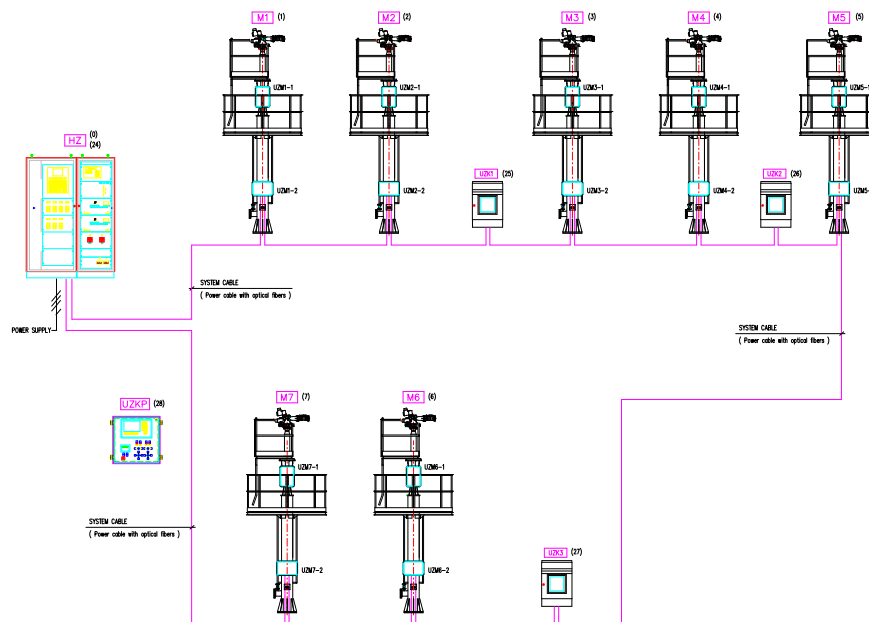 M1 (1)
M2 (2)
M3 (3)
M4 (4)
M5 (5)
UZM1-1
UZM2-1
UZM3-1
UZM4-1
UZM5-1
HZ (0)
(24)
UZK1 (25)
UZK2 (26)
UZM1-2
UZM2-2
UZM3-2
UZM4-2
UZM5-
SYSTEM CABLE
( Power cable with optical fibers )
POWER SUPPLY
SYSTEM CABLE
( Power cable with optical fibers )
M7 (7)
M6 (6)
UZKP (28)
UZM7-1
UZM6-1
SYSTEM CABLE
( Power cable with optical fibers )
UZK3 (27)
UZM7-2
UZM6-2